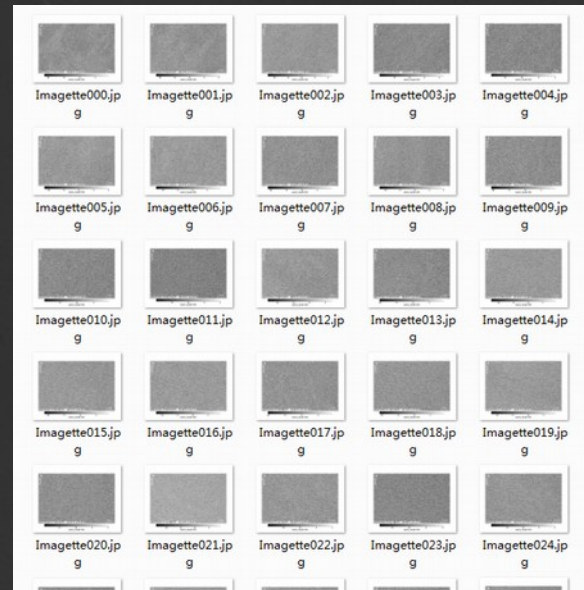 Imagette000.jp Imagette001.jp Imagette002.jp Imagette003.jp Imagette004.jp
g g g g g
Imagette005.jp Imagette006.jp Imagette007.jp Imagette008.jp Imagette009.jp
g g g g g
Imagette010.jp Imagette011.jp Imagette012.jp Imagette013.jp Imagette014.jp
g g g g g
Imagette015.jp Imagette016.jp Imagette017.jp Imagette018.jp Imagette019.jp
g g g g g
Imagette020.jp Imagette021.jp Imagette022.jp Imagette023.jp Imagette024.jp
g g g g g